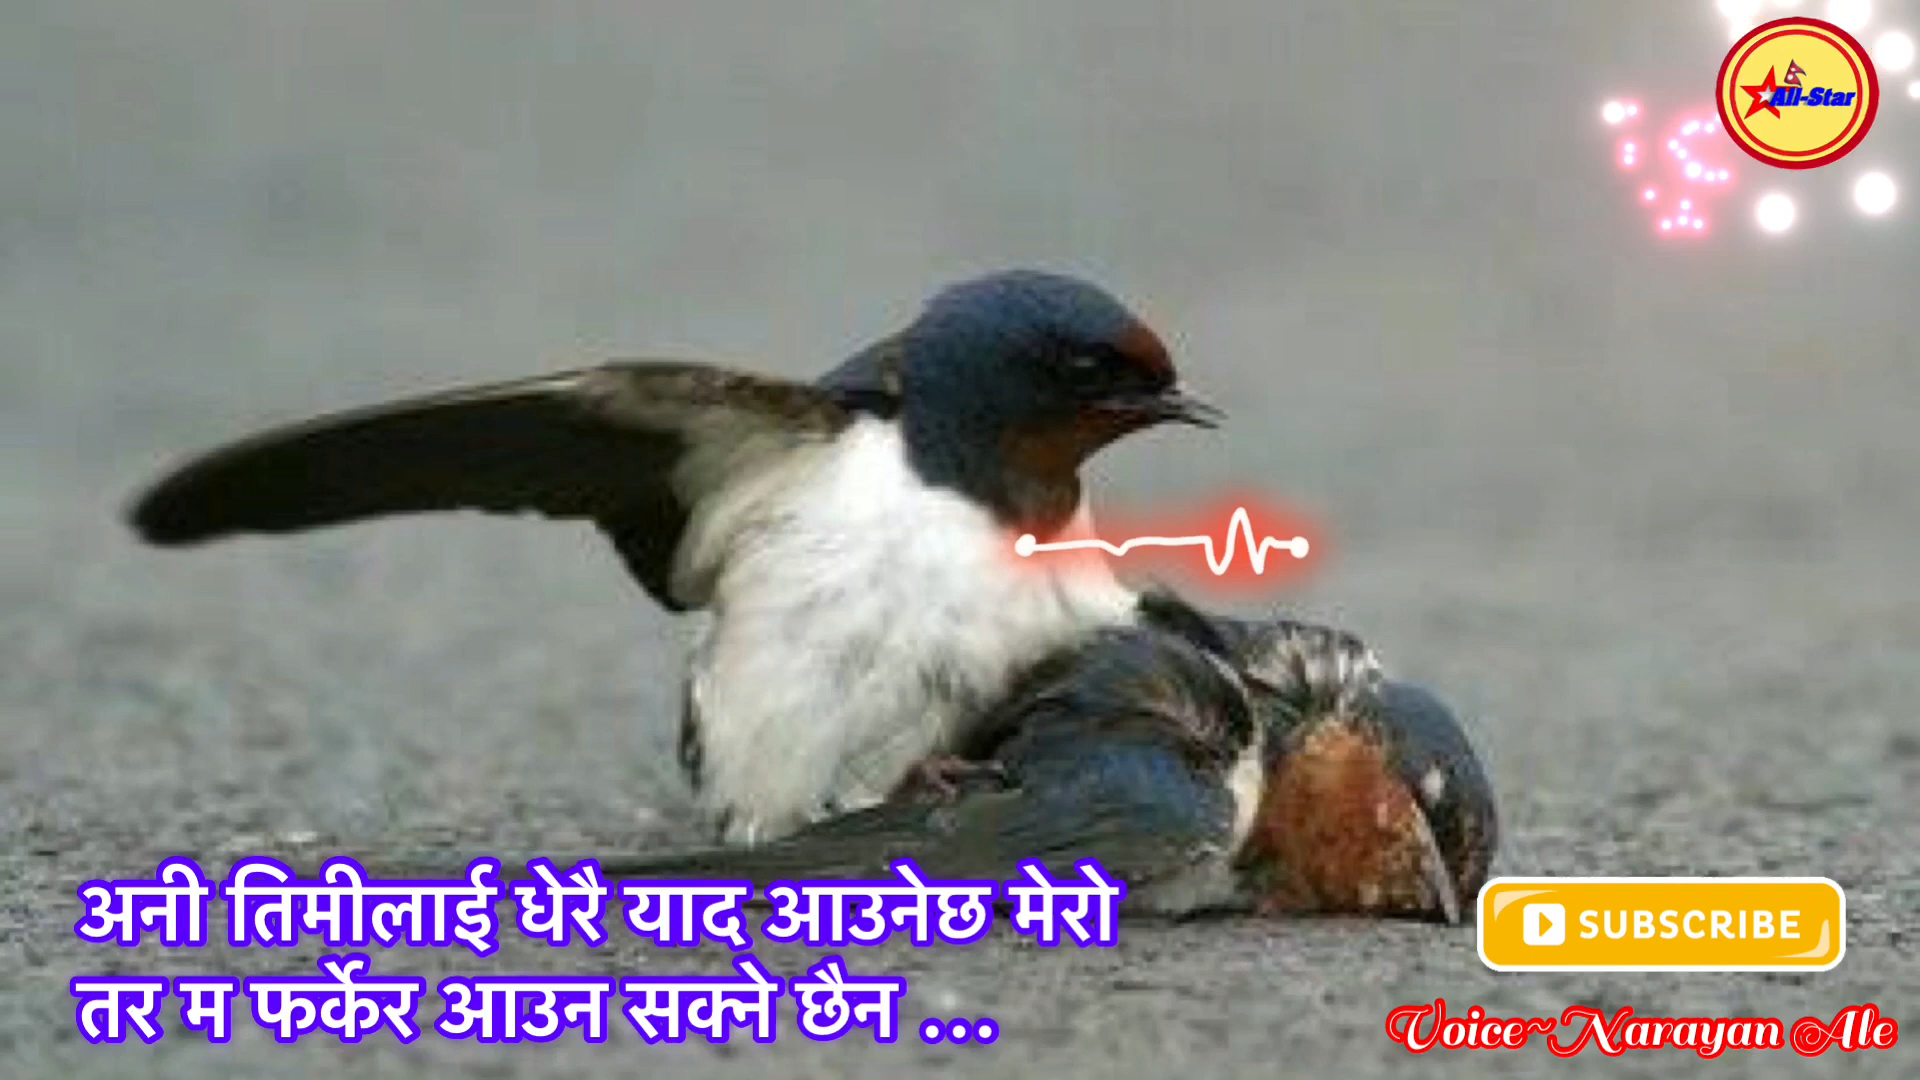 All-Star
अनी तिमीलाई धेरै याद आउनेछ मेरो
तर म फर्केर आउन सक्ने छैन ...
SUBSCRIBE
Voice~Narayan Ale